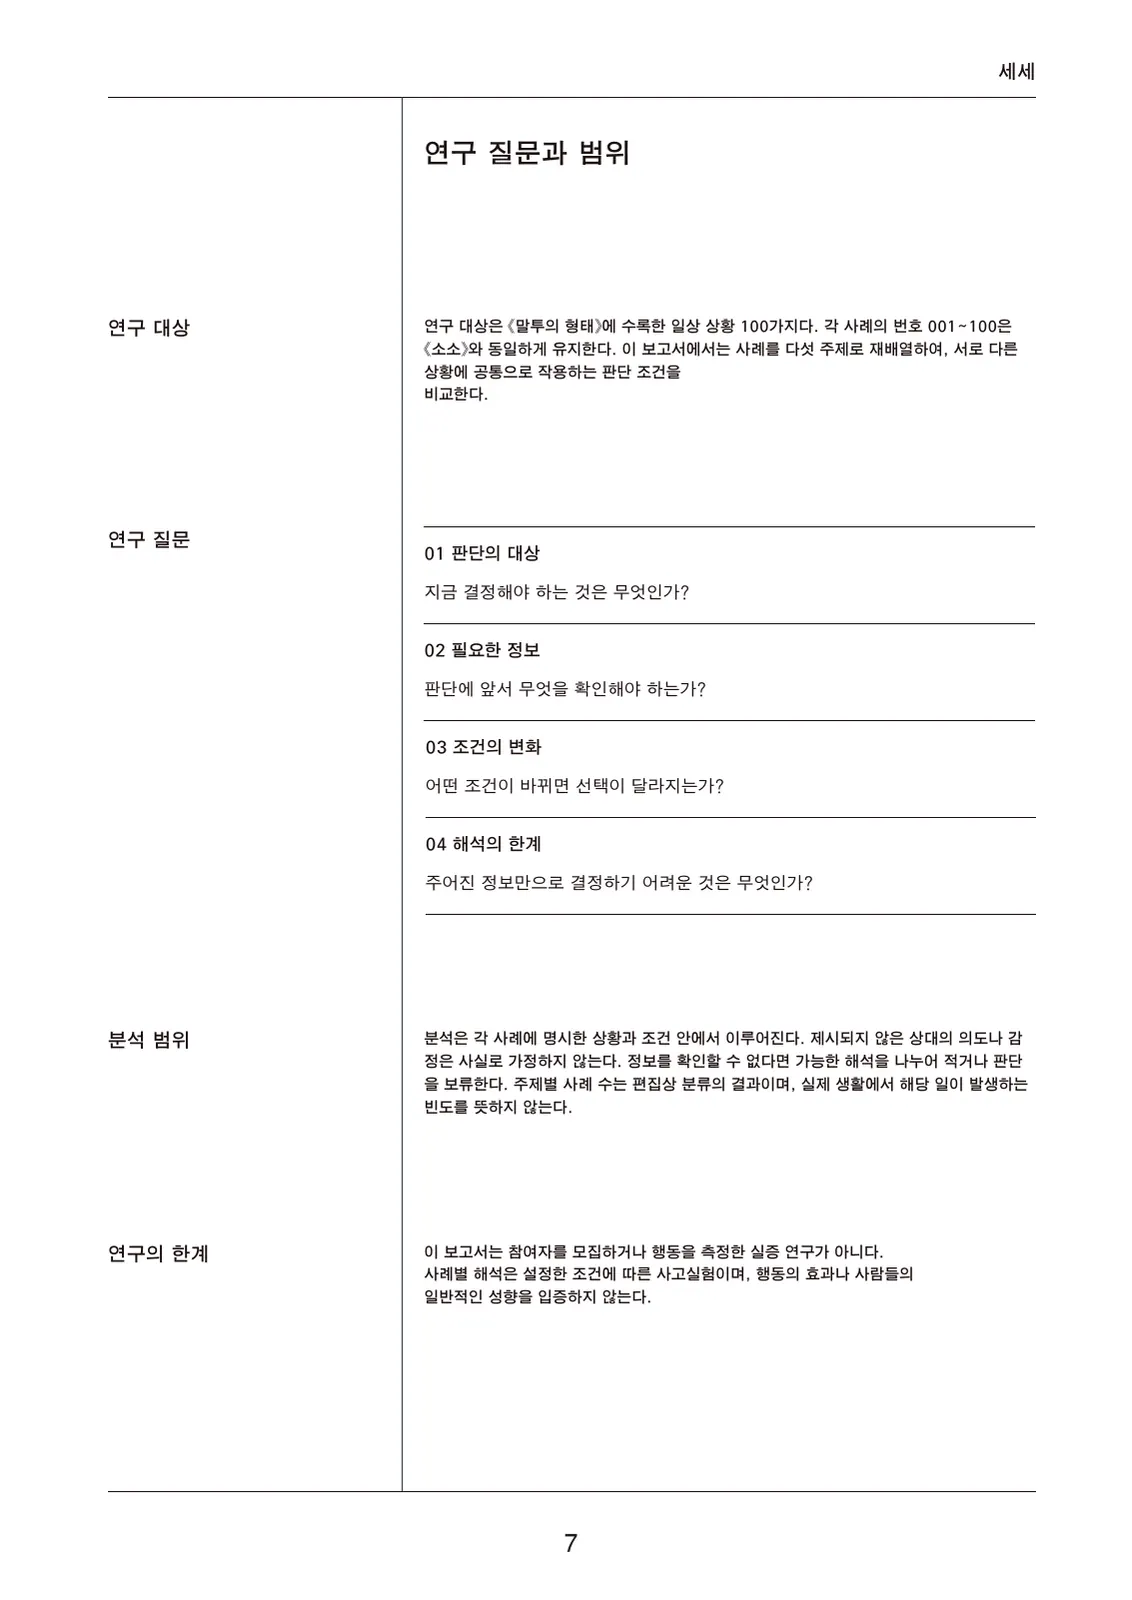 세세
연구 질문과 범위
연구 대상
연구 대상은 《말투의 형태》에 수록한 일상 상황 100가지다. 각 사례의 번호 001~100은
《소소》와 동일하게 유지한다. 이 보고서에서는 사례를 다섯 주제로 재배열하여, 서로 다른
상황에 공통으로 작용하는 판단 조건을
비교한다.
연구 질문
01 판단의 대상
지금 결정해야 하는 것은 무엇인가?
02 필요한 정보
판단에 앞서 무엇을 확인해야 하는가?
03 조건의 변화
어떤 조건이 바뀌면 선택이 달라지는가?
04 해석의 한계
주어진 정보만으로 결정하기 어려운 것은 무엇인가?
분석 범위
분석은 각 사례에 명시한 상황과 조건 안에서 이루어진다. 제시되지 않은 상대의 의도나 감
정은 사실로 가정하지 않는다. 정보를 확인할 수 없다면 가능한 해석을 나누어 적거나 판단
을 보류한다. 주제별 사례 수는 편집상 분류의 결과이며, 실제 생활에서 해당 일이 발생하는
빈도를 뜻하지 않는다.
연구의 한계
이 보고서는 참여자를 모집하거나 행동을 측정한 실증 연구가 아니다.
사례별 해석은 설정한 조건에 따른 사고실험이며, 행동의 효과나 사람들의
일반적인 성향을 입증하지 않는다.
7